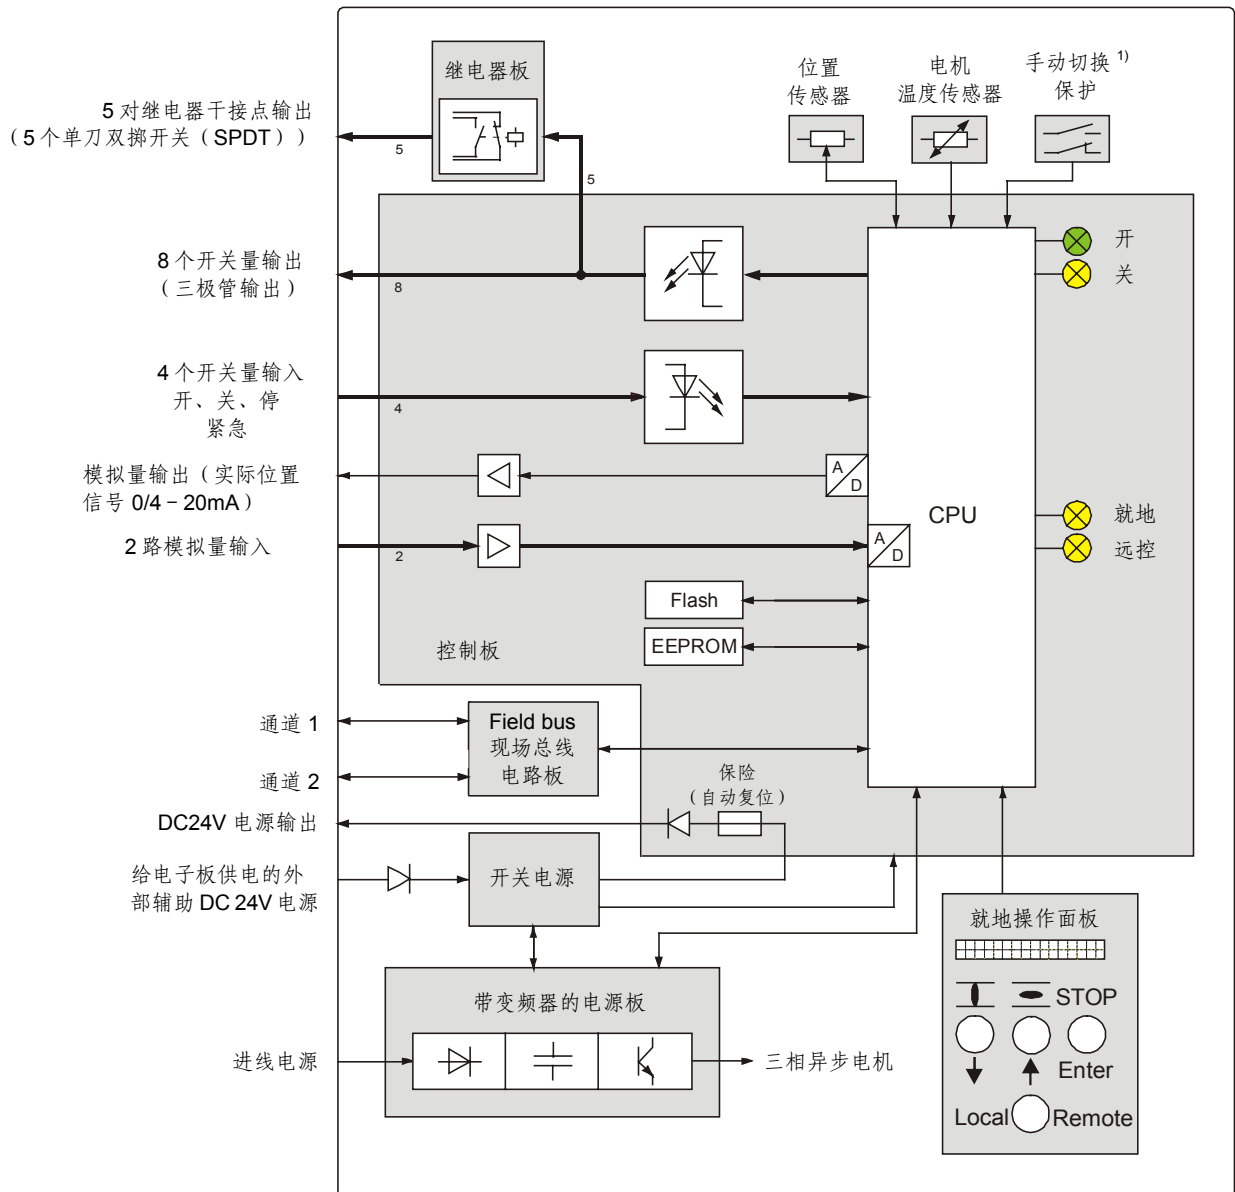 继电器板
5 对继电器干接点输出
（5 个单刀双掷开关（SPDT））
5
5
位置
传感器
电机
温度传感器
手动切换 1)
保护
8 个开关量输出
（三极管输出）
8
开
关
4 个开关量输入
开、关、停
紧急
4
模拟量输出（实际位置
信号 0/4－20mA）
A
D
CPU
就地
远控
2 路模拟量输入
2
A
D
Flash
EEPROM
控制板
通道 1
通道 2
Field bus
现场总线
电路板
保险
（自动复位）
DC24V 电源输出
给电子板供电的外
部辅助 DC 24V 电源
开关电源
就地操作面板
STOP
Enter
Local
Remote
带变频器的电源板
进线电源
三相异步电机